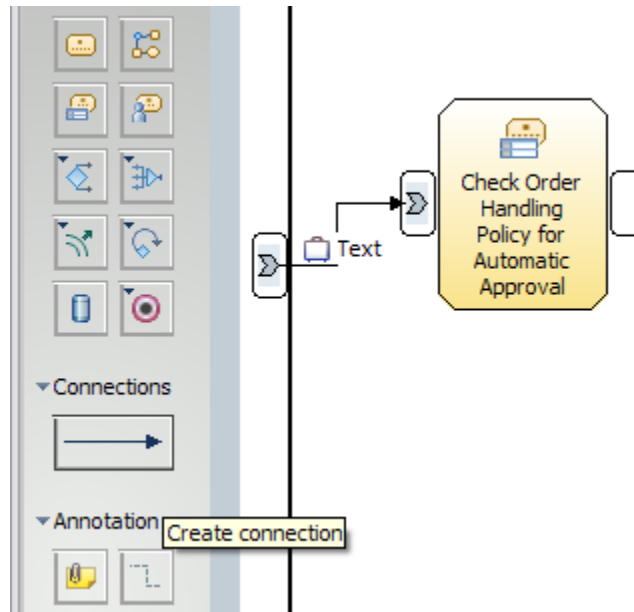 Text
Check Order
Handling
Policy for
Automatic
Approval
Connections
Annotation
Create connection